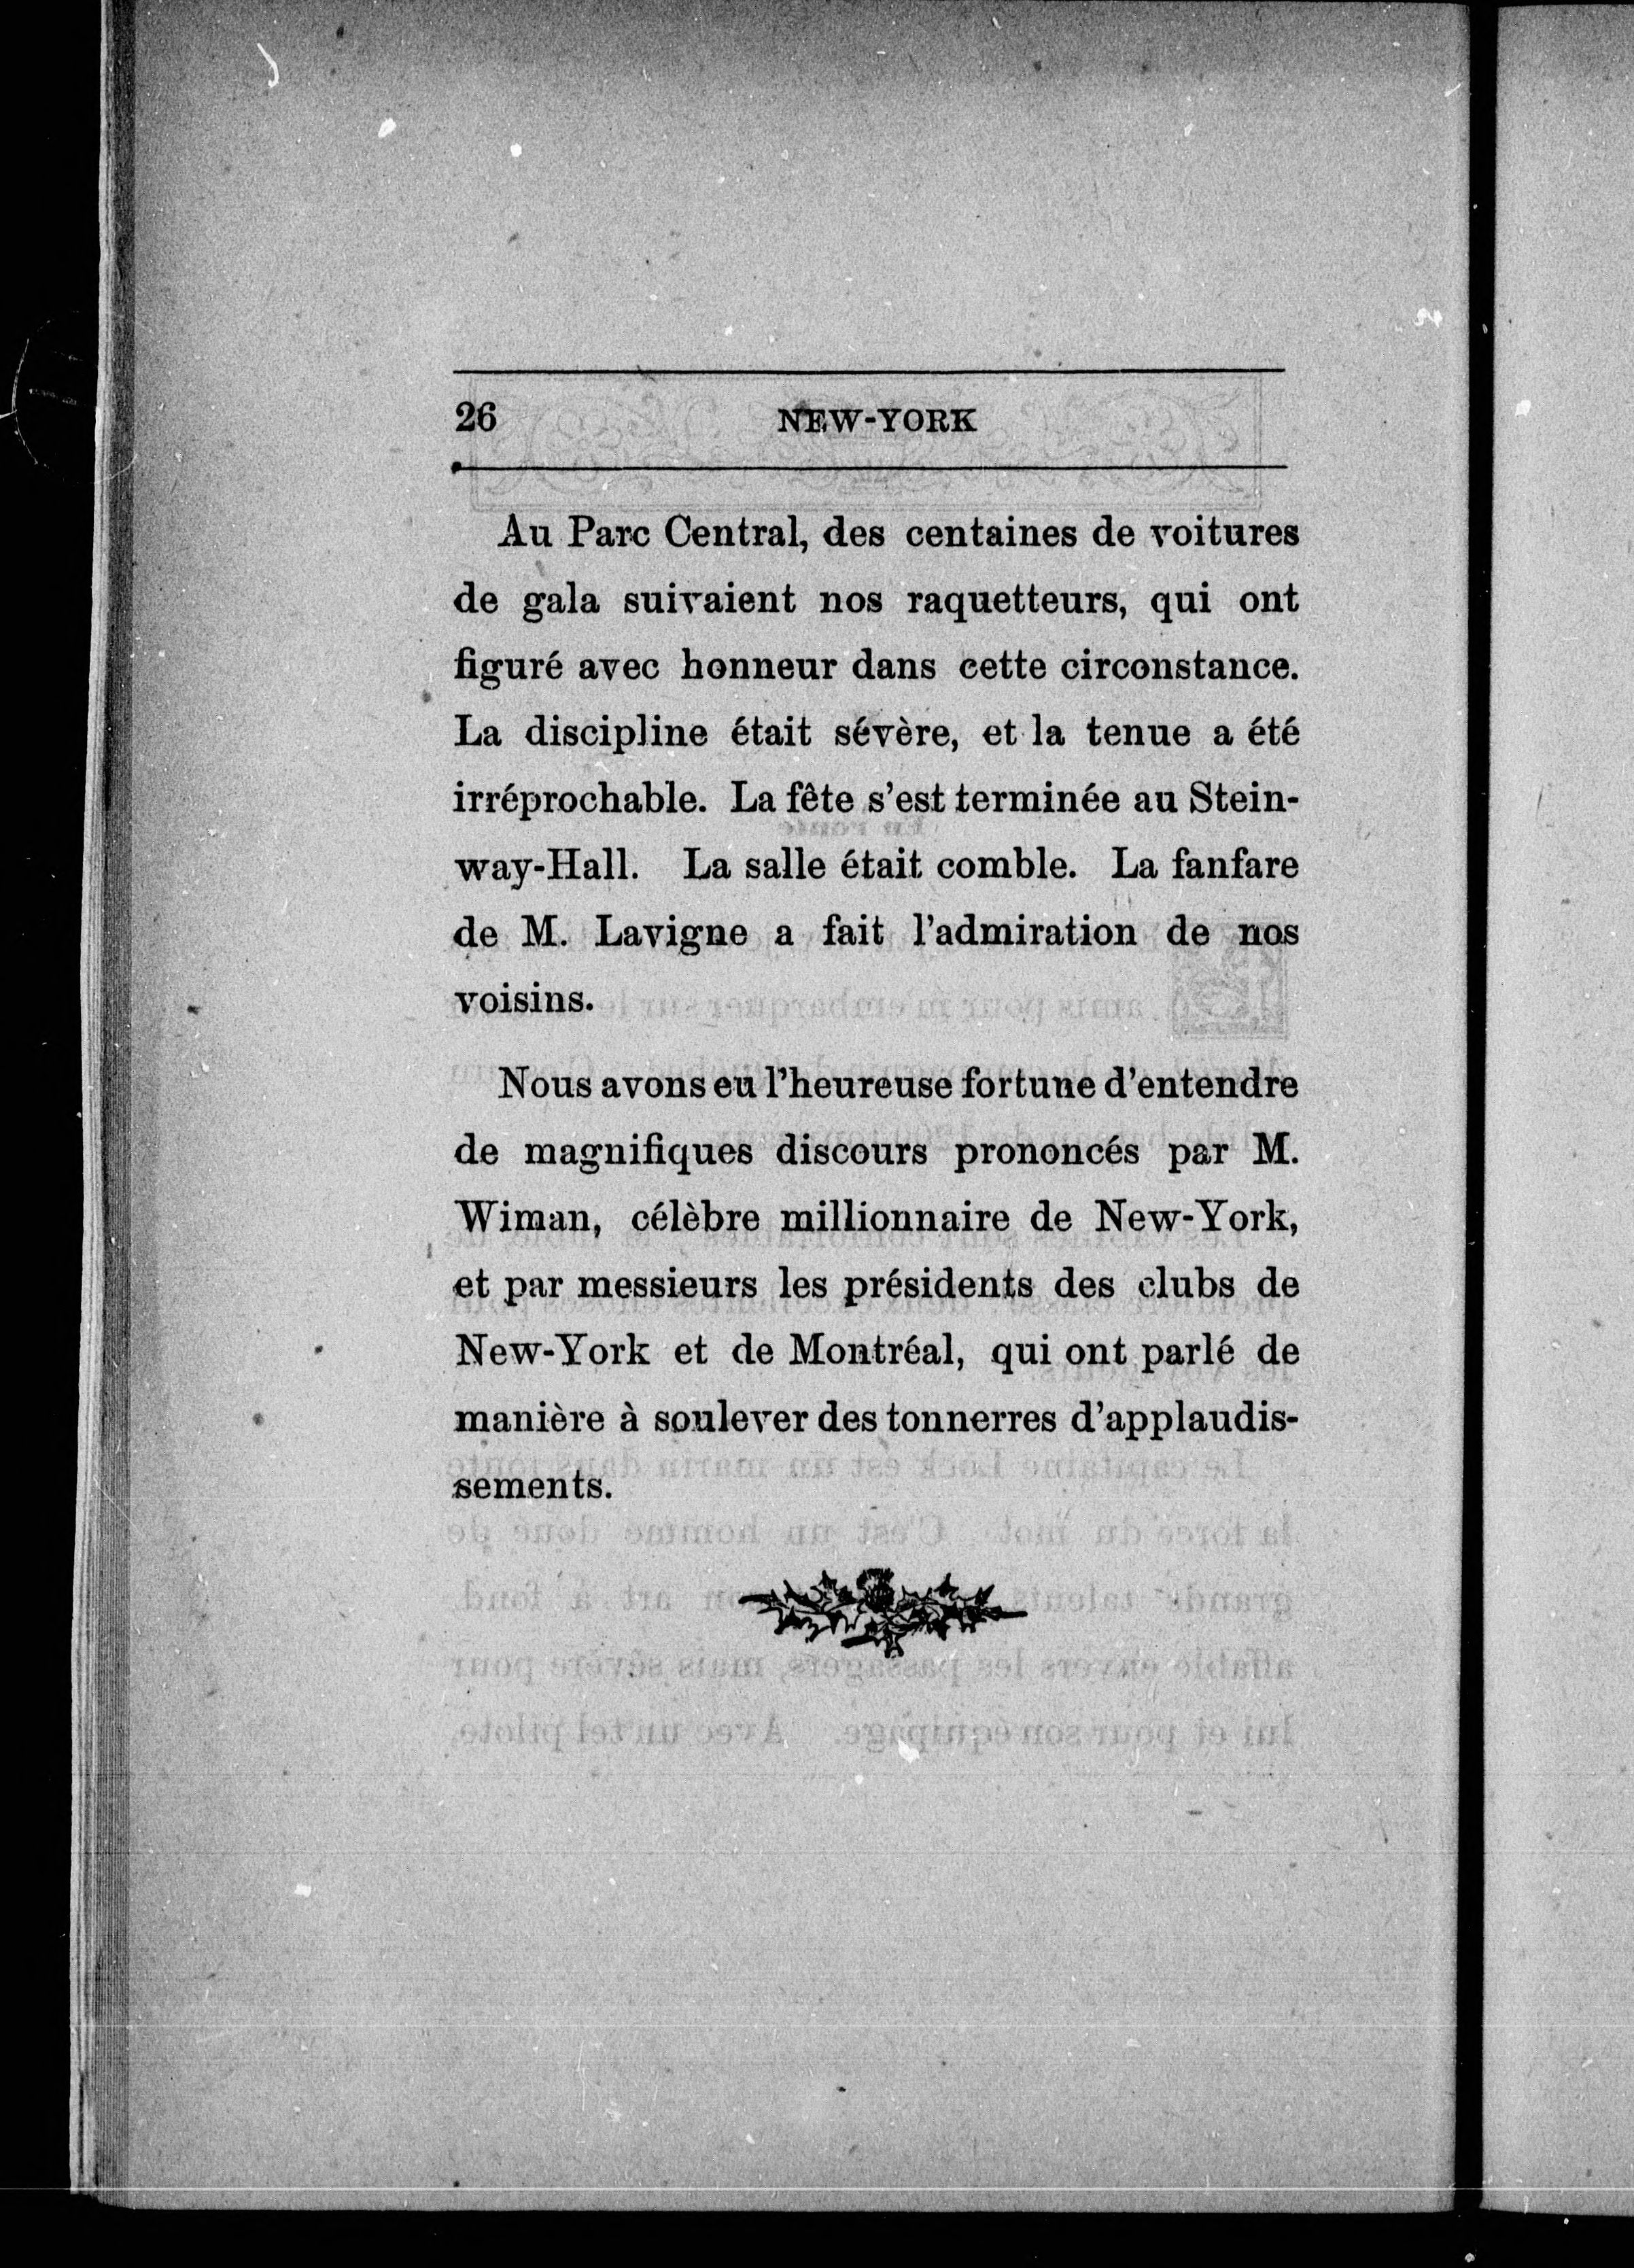 26 NEW-YORK
Au Parc Central, des centaines de voitures
de gala suivaient nos raquetteurs, qui ont
figuré avec honneur dans cette circonstance.
La discipline était sévère, et la tenue a été
irréprochable. La fête s'est terminée au Stein-
way-Hall. La salle était comble. La fanfare
de M. Lavigne a fait l'admiration de nos
voisins.
Nous avons eu l'heureuse fortune d'entendre
de magnifiques discours prononcés par M.
Wiman, célèbre millionnaire de New-York,
et par messieurs les présidents des clubs de
New-York et de Montréal, qui ont parlé de
manière à soulever des tonnerres d'applaudis-
sements.